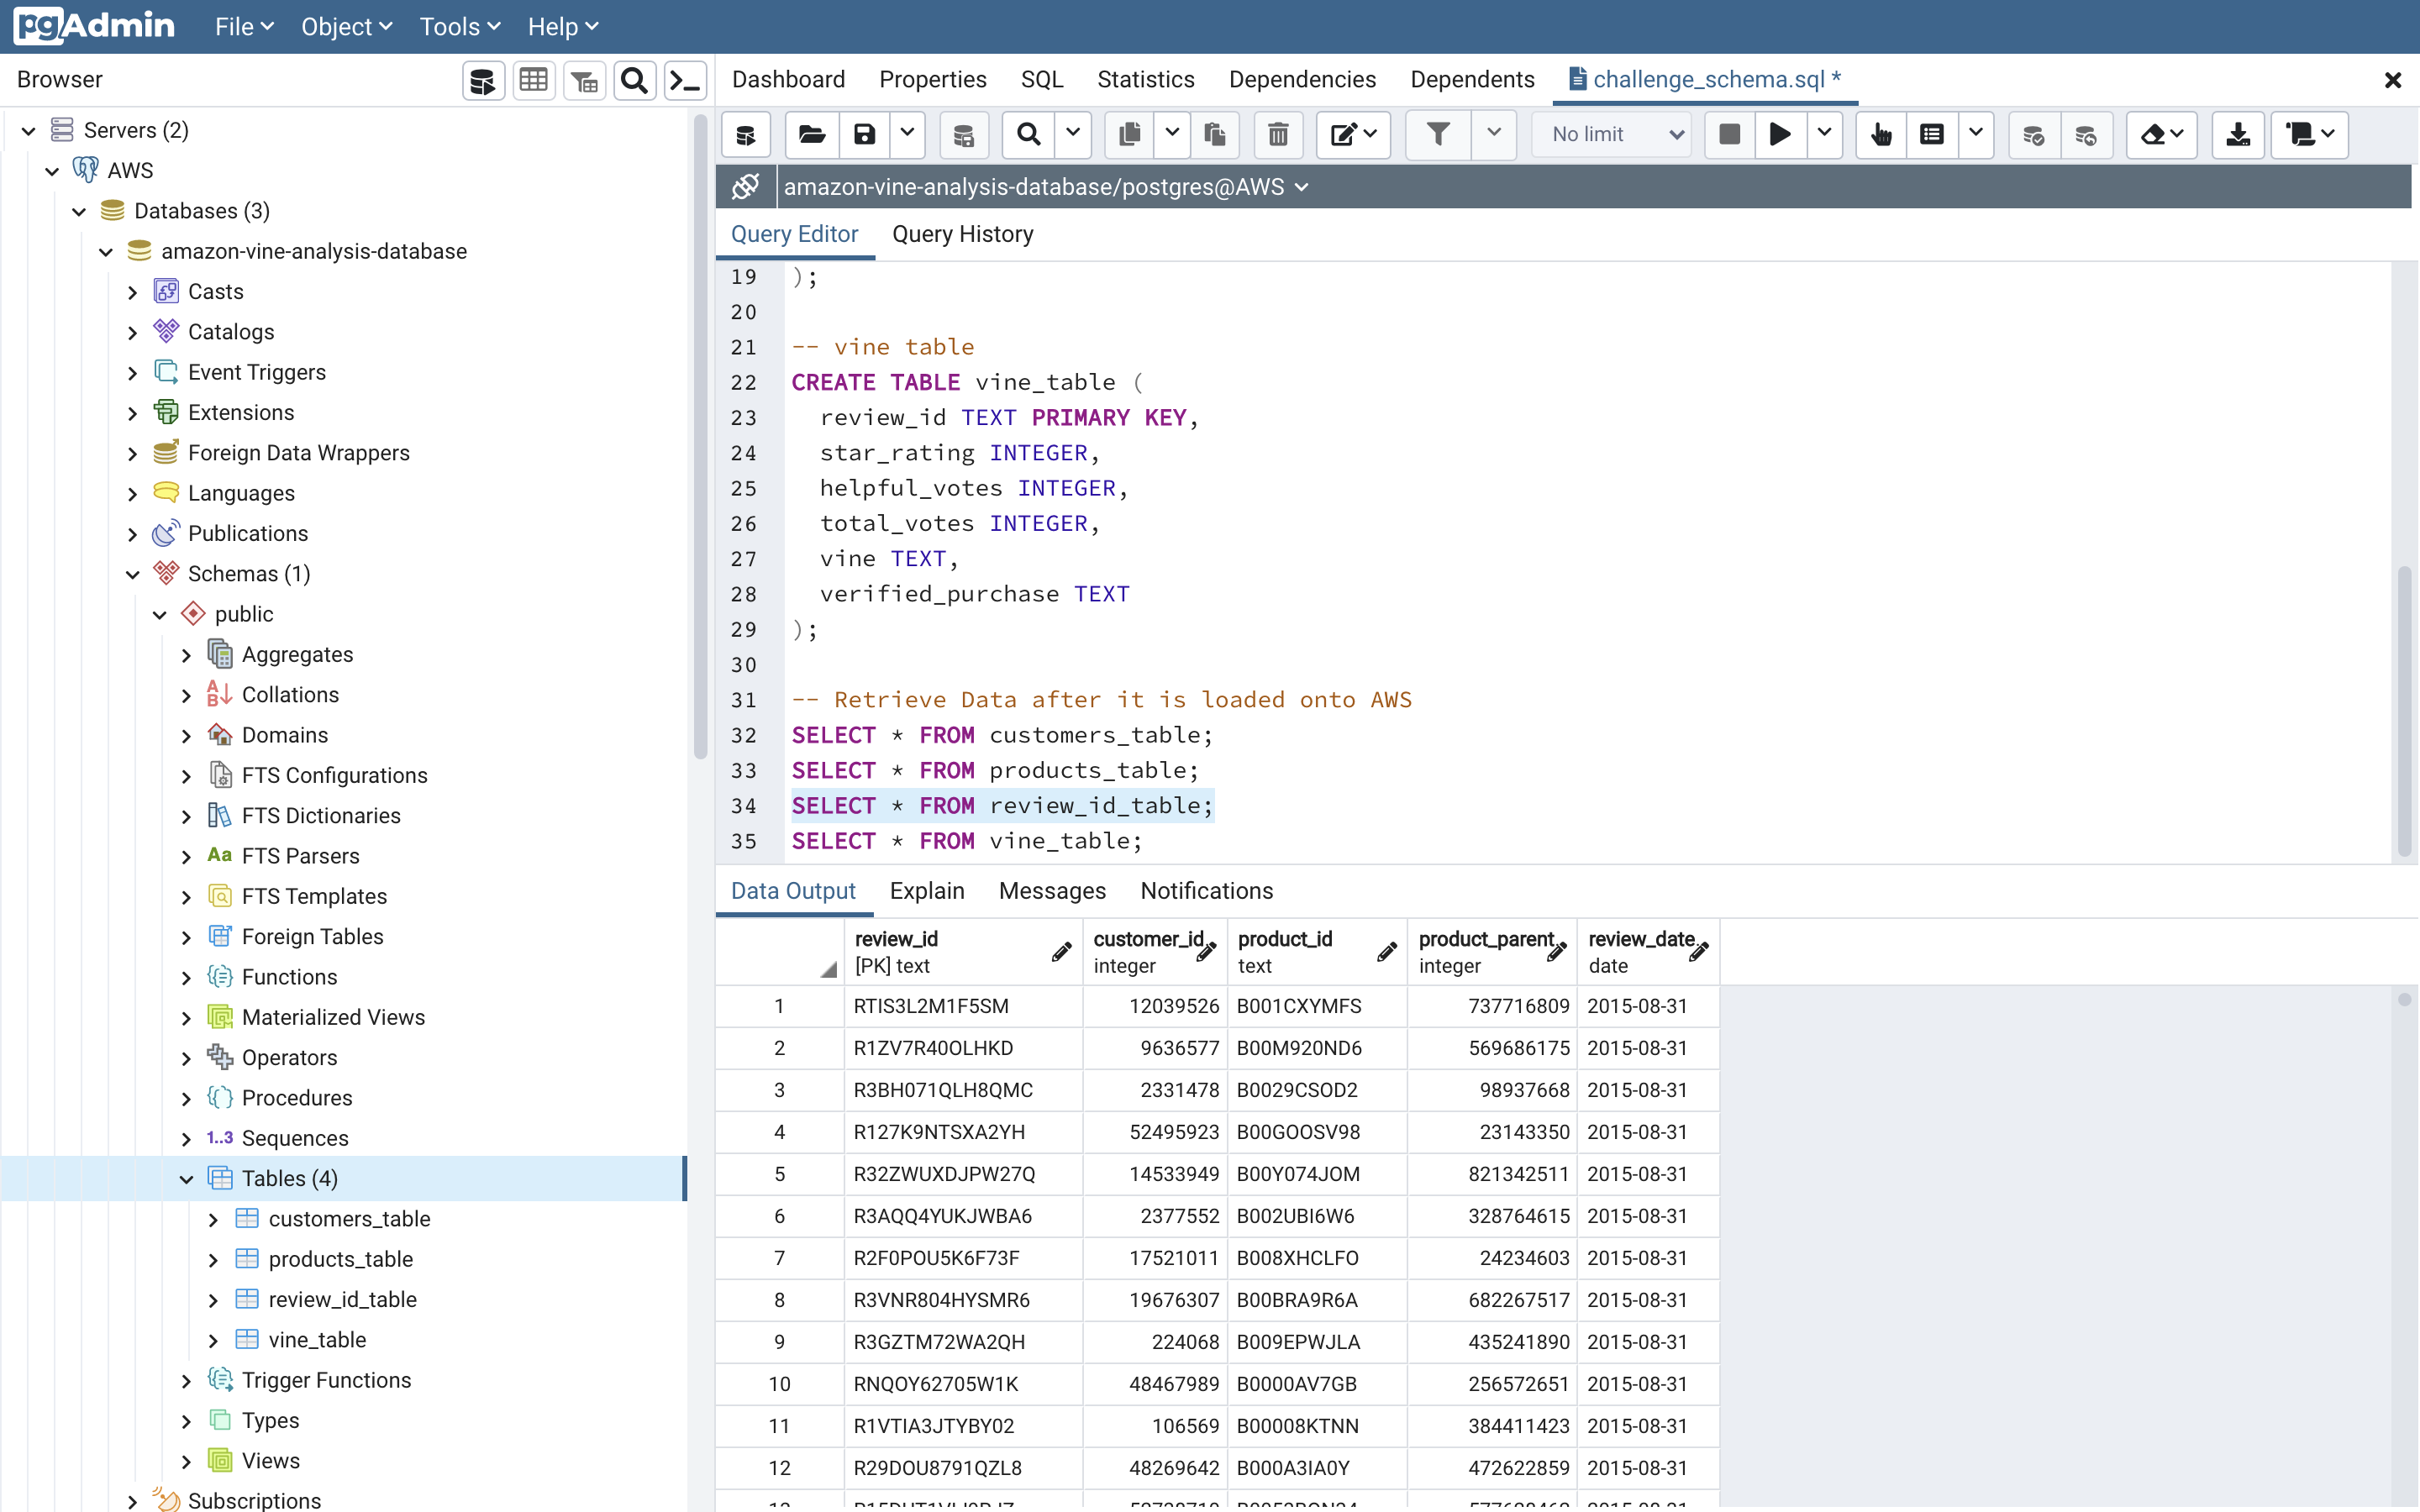 pgAdmin File Object Tools Help
Browser
Servers (2)
AWS
Databases (3)
amazon-vine-analysis-database
Casts
Catalogs
Event Triggers
Extensions
Foreign Data Wrappers
Languages
Publications
Schemas (1)
public
Aggregates
Collations
Domains
FTS Configurations
FTS Dictionaries
Aa FTS Parsers
FTS Templates
Foreign Tables
Functions
Materialized Views
Operators
Procedures
1..3 Sequences
Tables (4)
customers_table
products_table
review_id_table
vine_table
Trigger Functions
Types
Views
Subscriptions
Dashboard Properties SQL Statistics Dependencies Dependents challenge_schema.sql *
No limit
amazon-vine-analysis-database/postgres@AWS
Query Editor Query History
19 );
20
21 -- vine table
22 CREATE TABLE vine_table (
23 review_id TEXT PRIMARY KEY,
24 star_rating INTEGER,
25 helpful_votes INTEGER,
26 total_votes INTEGER,
27 vine TEXT,
28 verified_purchase TEXT
29 );
30
31 -- Retrieve Data after it is loaded onto AWS
32 SELECT * FROM customers_table;
33 SELECT * FROM products_table;
34 SELECT * FROM review_id_table;
35 SELECT * FROM vine_table;
Data Output Explain Messages Notifications
review_id customer_id product_id product_parent review_date
[PK] text integer text integer date
1 RTIS3L2M1F5SM 12039526 B001CXYMFS 737716809 2015-08-31
2 R1ZV7R40OLHKD 9636577 B00M920ND6 569686175 2015-08-31
3 R3BH071QLH8QMC 2331478 B0029CSOD2 98937668 2015-08-31
4 R127K9NTSXA2YH 52495923 B00GOOSV98 23143350 2015-08-31
5 R32ZWUXDJPW27Q 14533949 B00Y074JOM 821342511 2015-08-31
6 R3AQQ4YUKJWBA6 2377552 B002UBI6W6 328764615 2015-08-31
7 R2F0POU5K6F73F 17521011 B008XHCLFO 24234603 2015-08-31
8 R3VNR804HYSMR6 19676307 B00BRA9R6A 682267517 2015-08-31
9 R3GZTM72WA2QH 224068 B009EPWJLA 435241890 2015-08-31
10 RNQOY62705W1K 48467989 B0000AV7GB 256572651 2015-08-31
11 R1VTIA3JTYBY02 106569 B00008KTNN 384411423 2015-08-31
12 R29DOU8791QZL8 48269642 B000A3IA0Y 472622859 2015-08-31